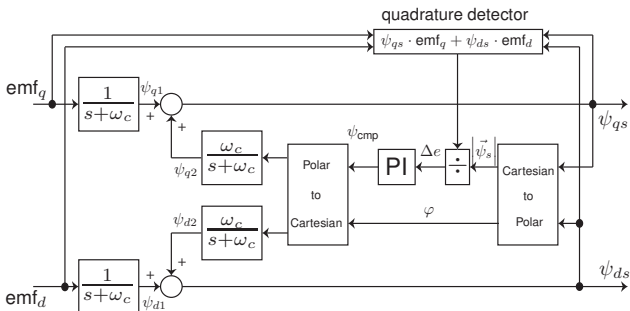 quadrature detector
ψqs · emfq + ψds · emfd
emfq
1
s+ωc
ψq1
+
+
ψqs
ωc
s+ωc
ψq2
Polar
to
Cartesian
ψcmp
PI
Δe
÷
|ψ⃗s|
Cartesian
to
Polar
φ
ωc
s+ωc
ψd2
+
+
emfd
1
s+ωc
ψd1
ψds